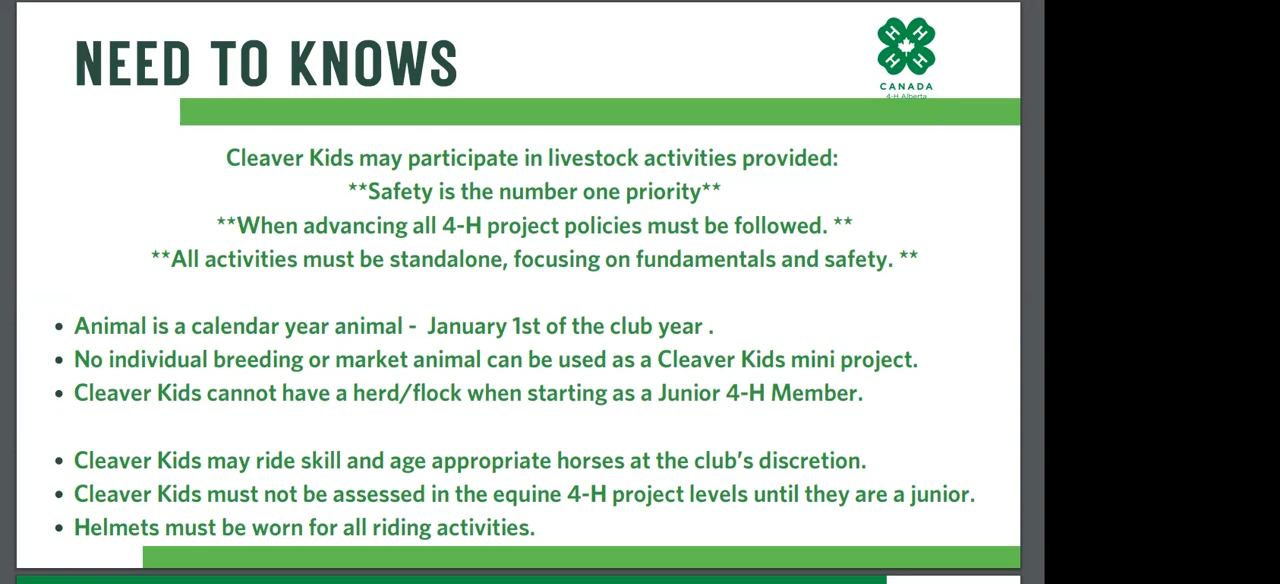 NEED TO KNOWS
H H
H H
CANADA
4-H Alberta
Cleaver Kids may participate in livestock activities provided:
**Safety is the number one priority**
**When advancing all 4-H project policies must be followed. **
**All activities must be standalone, focusing on fundamentals and safety. **
• Animal is a calendar year animal -  January 1st of the club year .
• No individual breeding or market animal can be used as a Cleaver Kids mini project.
• Cleaver Kids cannot have a herd/flock when starting as a Junior 4-H Member.
• Cleaver Kids may ride skill and age appropriate horses at the club's discretion.
• Cleaver Kids must not be assessed in the equine 4-H project levels until they are a junior.
• Helmets must be worn for all riding activities.